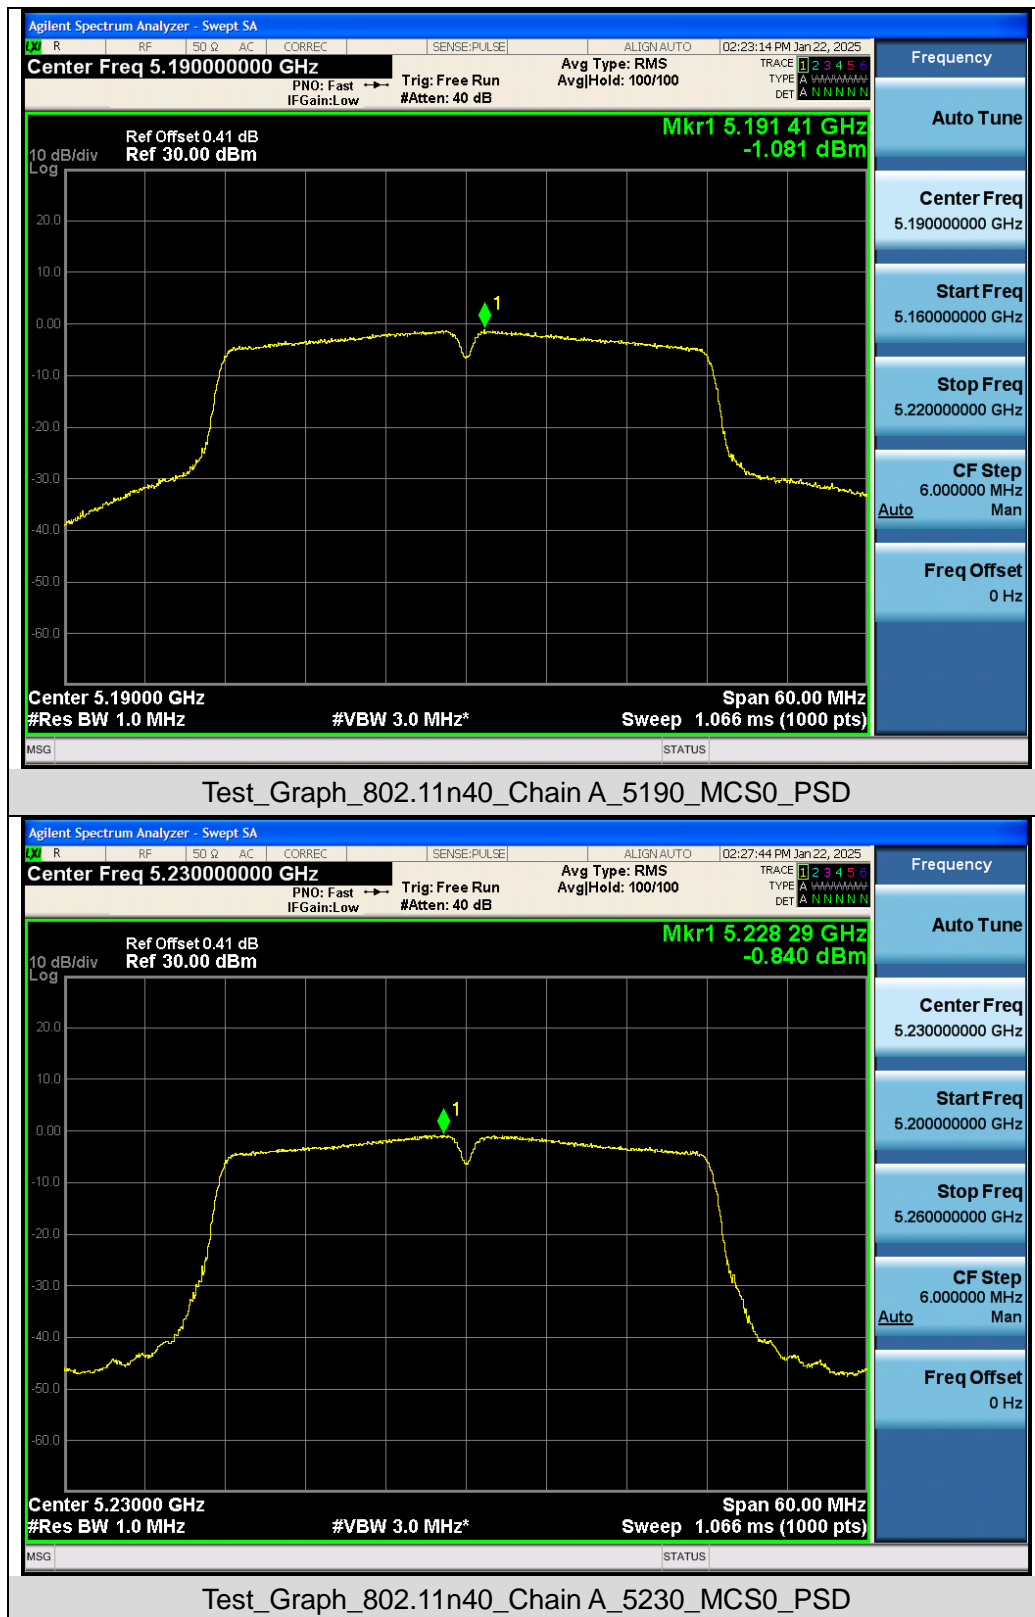 Agilent Spectrum Analyzer - Swept SA
LXI R RF 50 Ω AC CORREC SENSE:PULSE ALIGN AUTO 02:23:14 PM Jan 22, 2025
Center Freq 5.190000000 GHz
PNO: Fast
IFGain:Low
Trig: Free Run
#Atten: 40 dB
Avg Type: RMS
Avg|Hold: 100/100
TRACE 1 2 3 4 5 6
TYPE A WWWWW
DET A N N N N N
Frequency
Auto Tune
Center Freq
5.190000000 GHz
Start Freq
5.160000000 GHz
Stop Freq
5.220000000 GHz
CF Step
6.000000 MHz
Auto Man
Freq Offset
0 Hz
Mkr1 5.191 41 GHz
-1.081 dBm
Ref Offset 0.41 dB
10 dB/div Ref 30.00 dBm
Log
1
20.0
10.0
0.00
-10.0
-20.0
-30.0
-40.0
-50.0
-60.0
Center 5.19000 GHz Span 60.00 MHz
#Res BW 1.0 MHz #VBW 3.0 MHz* Sweep 1.066 ms (1000 pts)
MSG STATUS
Test_Graph_802.11n40_Chain A_5190_MCS0_PSD
Agilent Spectrum Analyzer - Swept SA
LXI R RF 50 Ω AC CORREC SENSE:PULSE ALIGN AUTO 02:27:44 PM Jan 22, 2025
Center Freq 5.230000000 GHz
PNO: Fast
IFGain:Low
Trig: Free Run
#Atten: 40 dB
Avg Type: RMS
Avg|Hold: 100/100
TRACE 1 2 3 4 5 6
TYPE A WWWWW
DET A N N N N N
Frequency
Auto Tune
Center Freq
5.230000000 GHz
Start Freq
5.200000000 GHz
Stop Freq
5.260000000 GHz
CF Step
6.000000 MHz
Auto Man
Freq Offset
0 Hz
Mkr1 5.228 29 GHz
-0.840 dBm
Ref Offset 0.41 dB
10 dB/div Ref 30.00 dBm
Log
1
20.0
10.0
0.00
-10.0
-20.0
-30.0
-40.0
-50.0
-60.0
Center 5.23000 GHz Span 60.00 MHz
#Res BW 1.0 MHz #VBW 3.0 MHz* Sweep 1.066 ms (1000 pts)
MSG STATUS
Test_Graph_802.11n40_Chain A_5230_MCS0_PSD